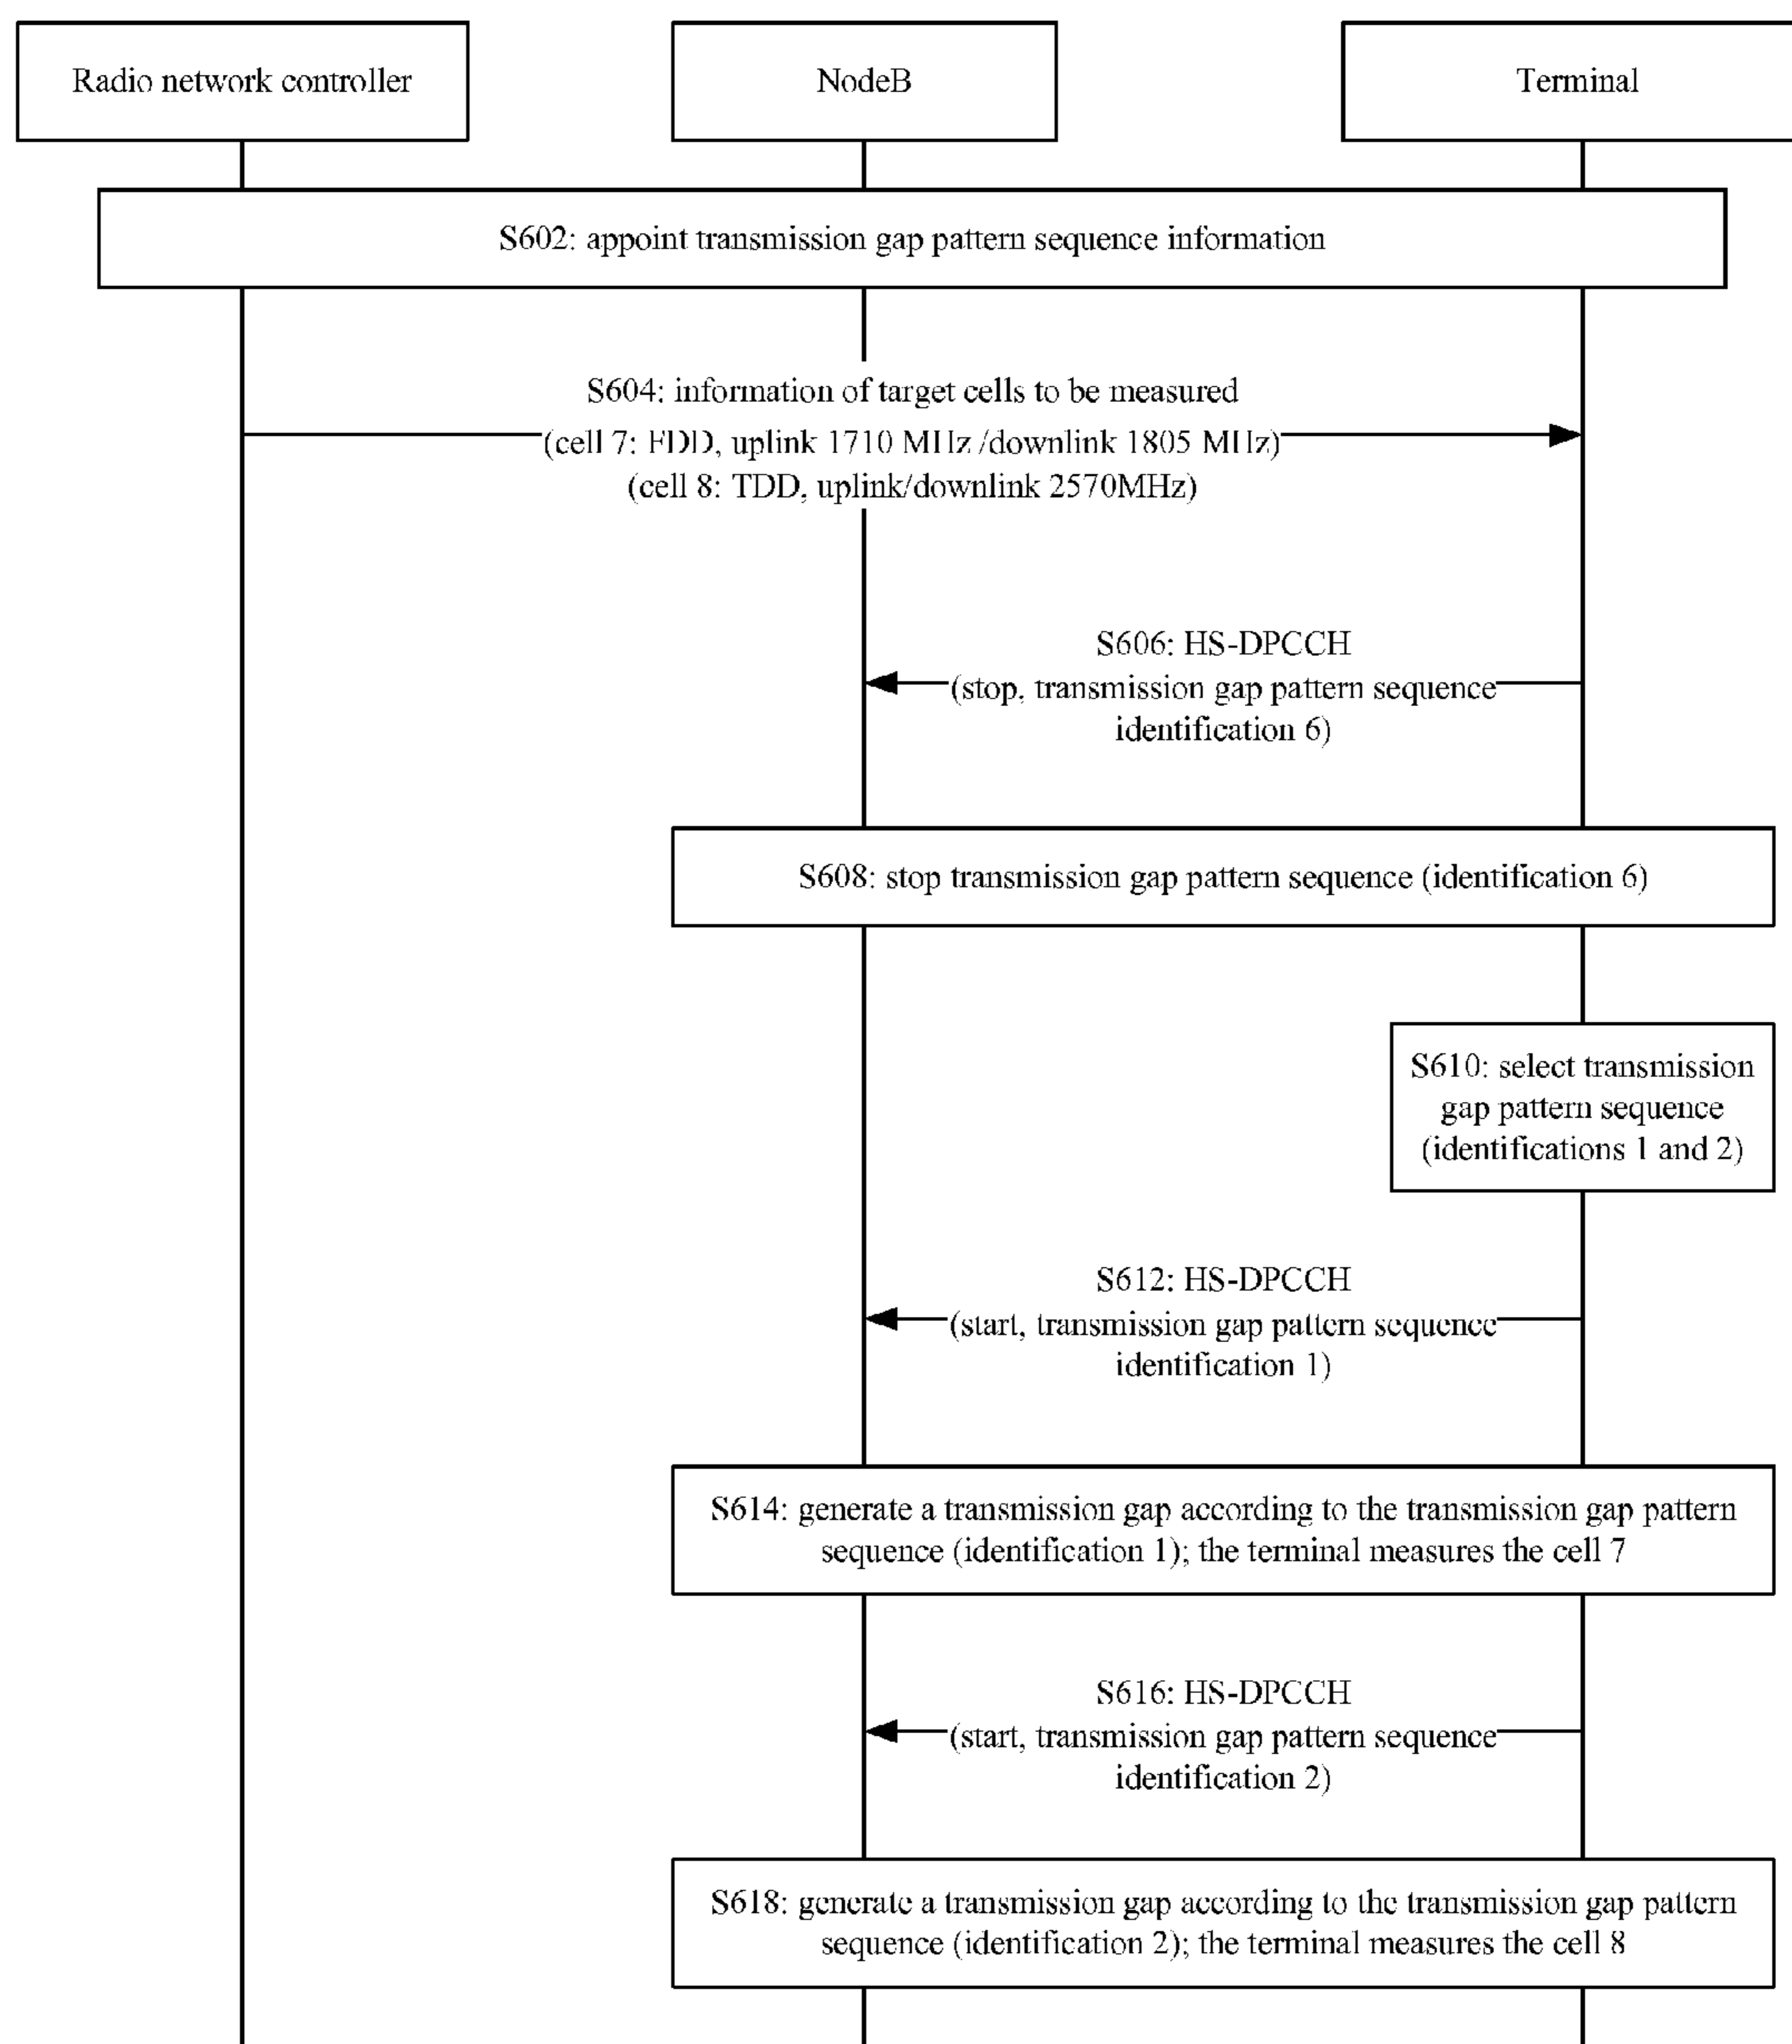 Radio network controller
NodeB
Terminal
S602: appoint transmission gap pattern sequence information
S604: information of target cells to be measured
(cell 7: FDD, uplink 1710 MHz /downlink 1805 MHz)
(cell 8: TDD, uplink/downlink 2570MHz)
S606: HS-DPCCH
(stop, transmission gap pattern sequence
identification 6)
S608: stop transmission gap pattern sequence (identification 6)
S610: select transmission
gap pattern sequence
(identifications 1 and 2)
S612: HS-DPCCH
(start, transmission gap pattern sequence
identification 1)
S614: generate a transmission gap according to the transmission gap pattern
sequence (identification 1); the terminal measures the cell 7
S616: HS-DPCCH
(start, transmission gap pattern sequence
identification 2)
S618: generate a transmission gap according to the transmission gap pattern
sequence (identification 2); the terminal measures the cell 8